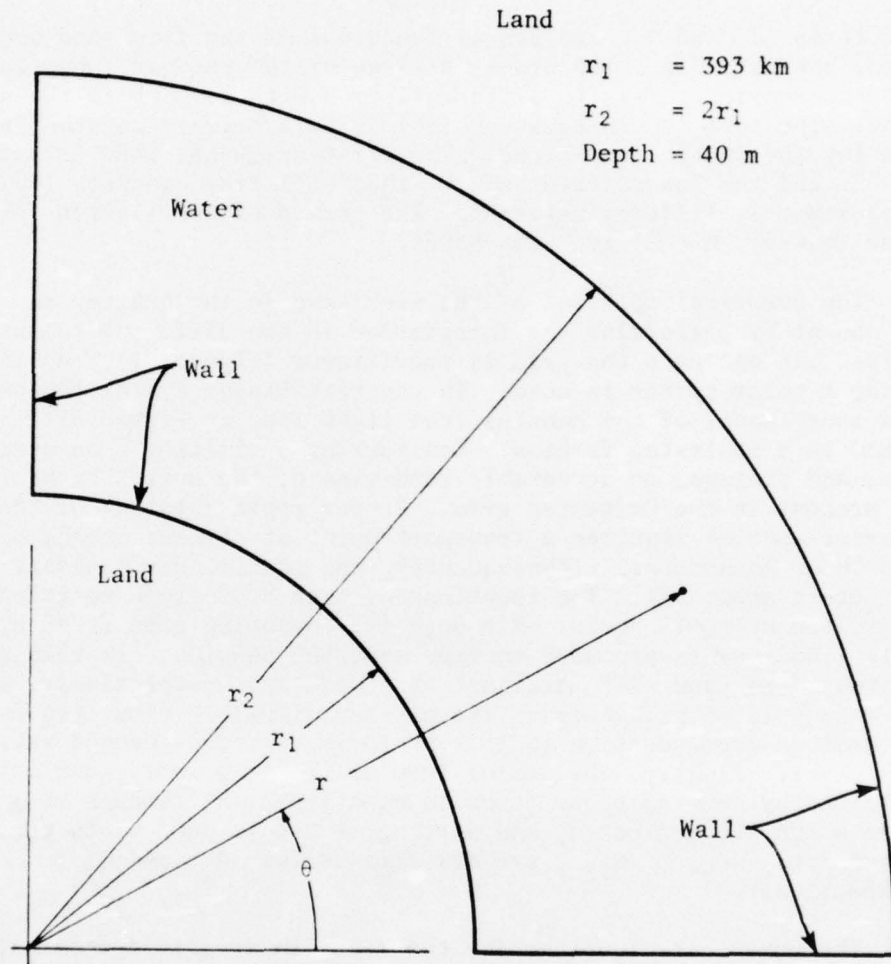 Land
r₁ = 393 km
r₂ = 2r₁
Depth = 40 m
Water
Wall
Land
r₂
r₁
r
θ
Wall